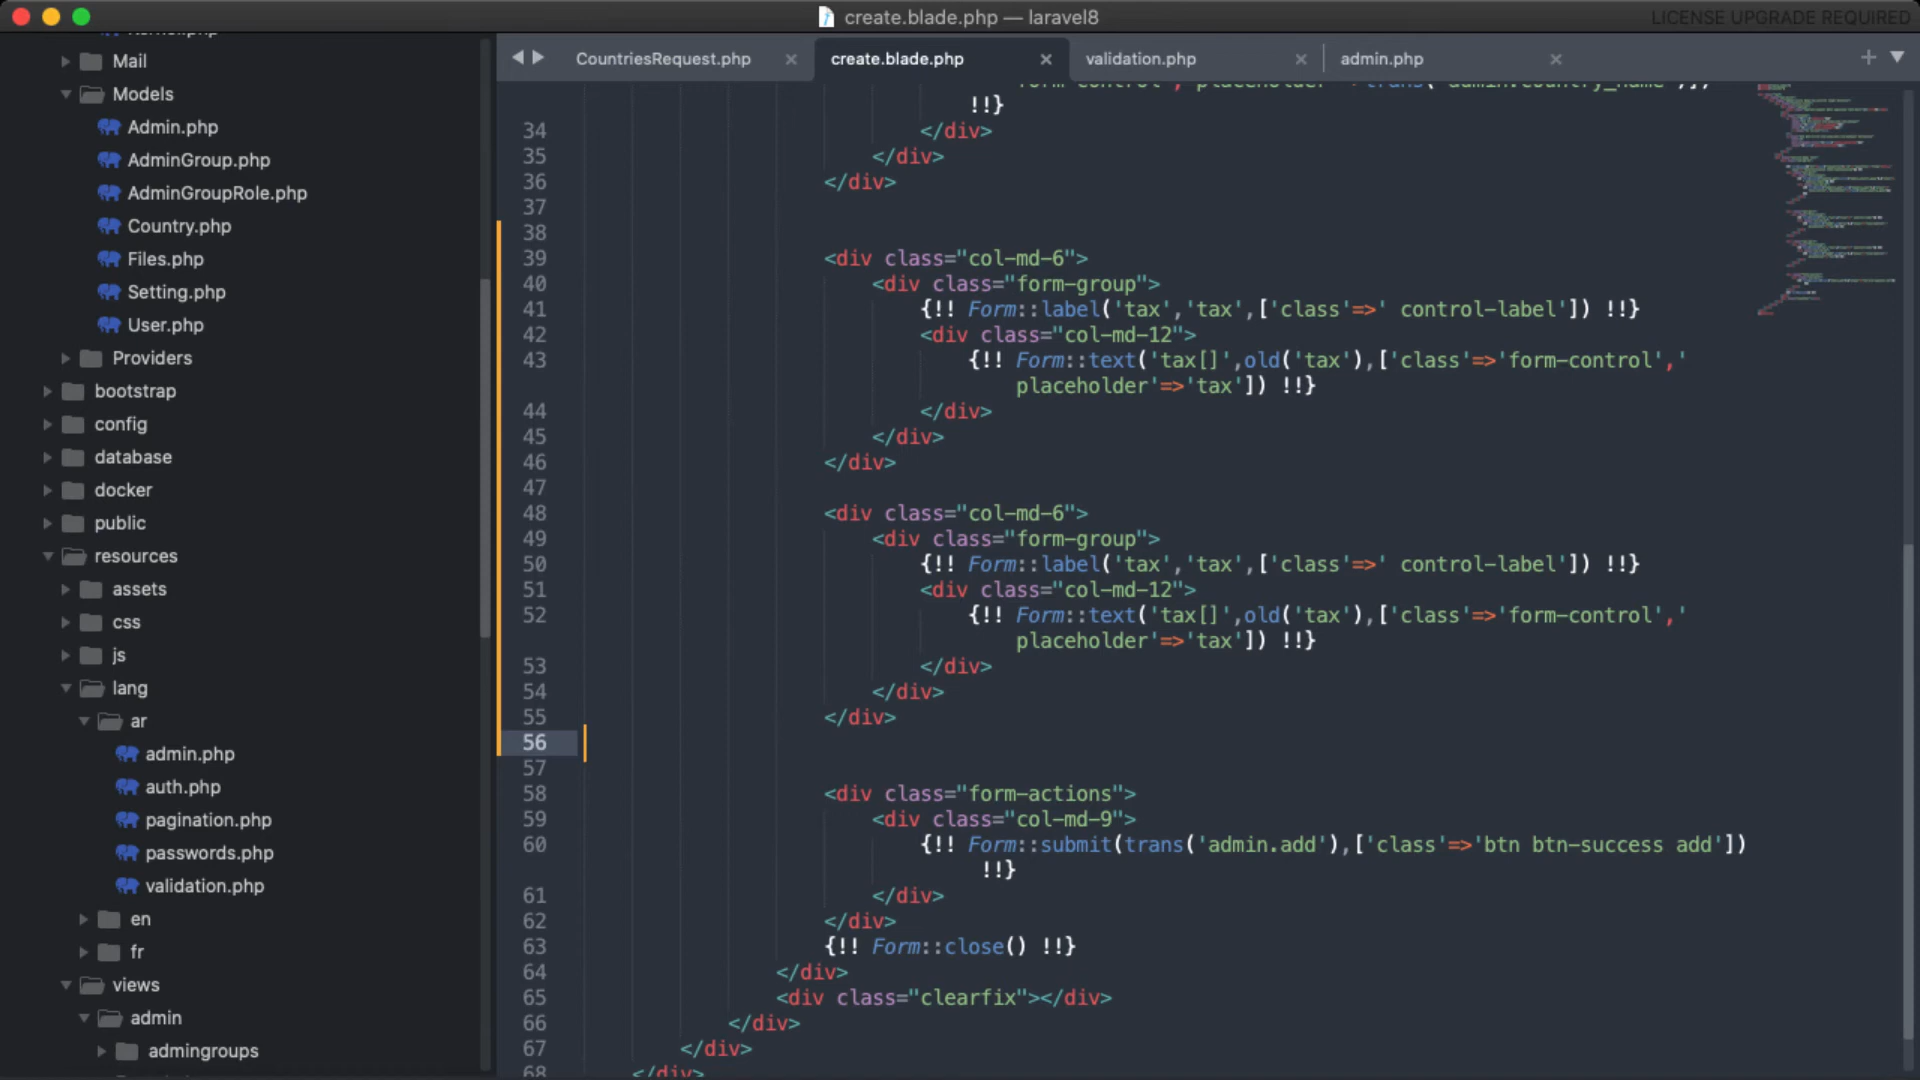 create.blade.php — laravel8
LICENSE UPGRADE REQUIRED
Mail
Models
Admin.php
AdminGroup.php
AdminGroupRole.php
Country.php
Files.php
Setting.php
User.php
Providers
bootstrap
config
database
docker
public
resources
assets
css
js
lang
ar
admin.php
auth.php
pagination.php
passwords.php
validation.php
en
fr
views
admin
admingroups
CountriesRequest.php
create.blade.php
validation.php
admin.php
!!}
34 </div>
35 </div>
36 </div>
37
38
39 <div class="col-md-6">
40 <div class="form-group">
41 {!! Form::label('tax','tax',['class'=>' control-label']) !!}
42 <div class="col-md-12">
43 {!! Form::text('tax[]',old('tax'),['class'=>'form-control','
placeholder'=>'tax']) !!}
44 </div>
45 </div>
46 </div>
47
48 <div class="col-md-6">
49 <div class="form-group">
50 {!! Form::label('tax','tax',['class'=>' control-label']) !!}
51 <div class="col-md-12">
52 {!! Form::text('tax[]',old('tax'),['class'=>'form-control','
placeholder'=>'tax']) !!}
53 </div>
54 </div>
55 </div>
56
57
58 <div class="form-actions">
59 <div class="col-md-9">
60 {!! Form::submit(trans('admin.add'),['class'=>'btn btn-success add'])
!!}
61 </div>
62 </div>
63 {!! Form::close() !!}
64 </div>
65 <div class="clearfix"></div>
66 </div>
67 </div>
68 </div>